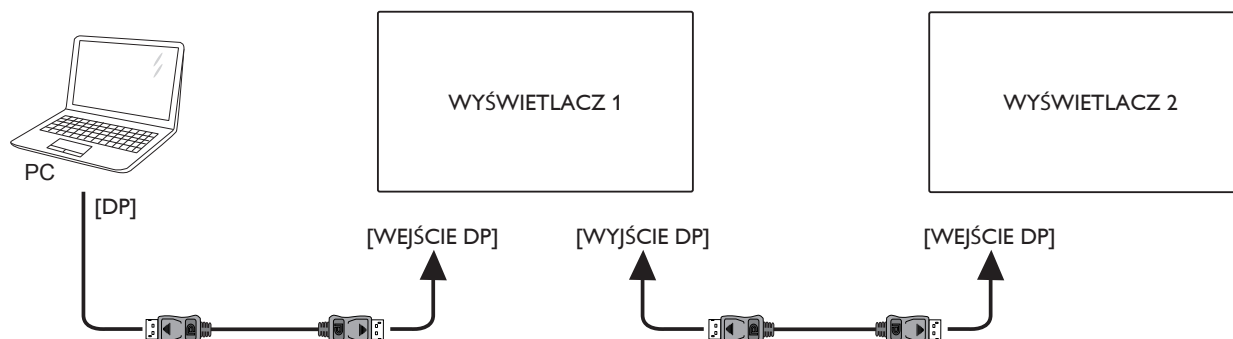 WYŚWIETLACZ 1
WYŚWIETLACZ 2
PC
[DP]
[WEJŚCIE DP]
[WYJŚCIE DP]
[WEJŚCIE DP]